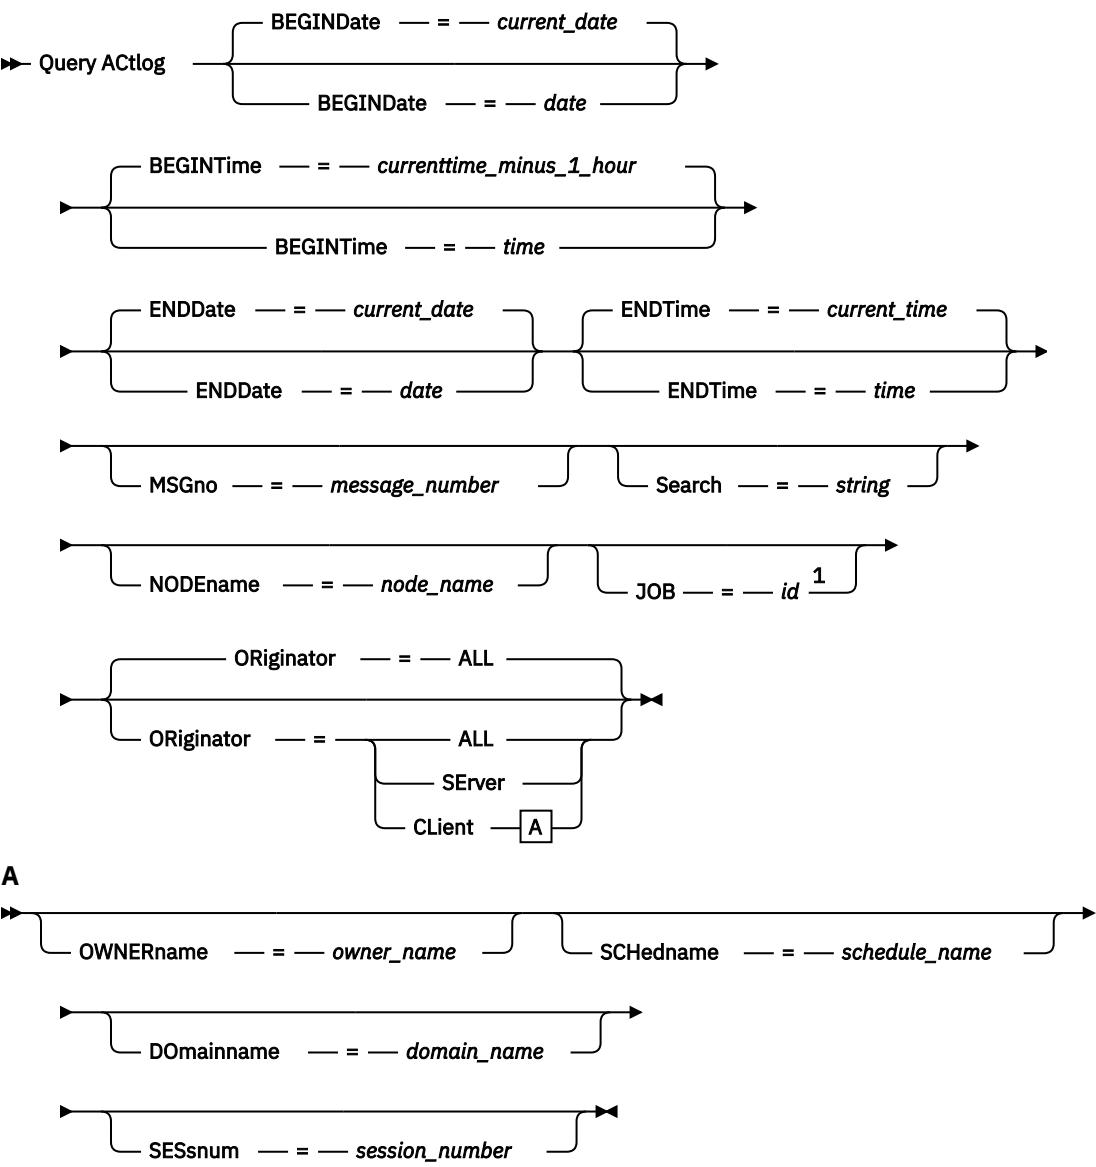 BEGINDate = current_date
Query ACtlog
BEGINDate = date
BEGINTime = currenttime_minus_1_hour
BEGINTime = time
ENDDate = current_date ENDTime = current_time
ENDDate = date ENDTime = time
MSGno = message_number Search = string
NODEname = node_name JOB = id 1
ORiginator = ALL
ORiginator = ALL
SErver
CLient A
A
OWNERname = owner_name SCHedname = schedule_name
DOmainname = domain_name
SESsnum = session_number